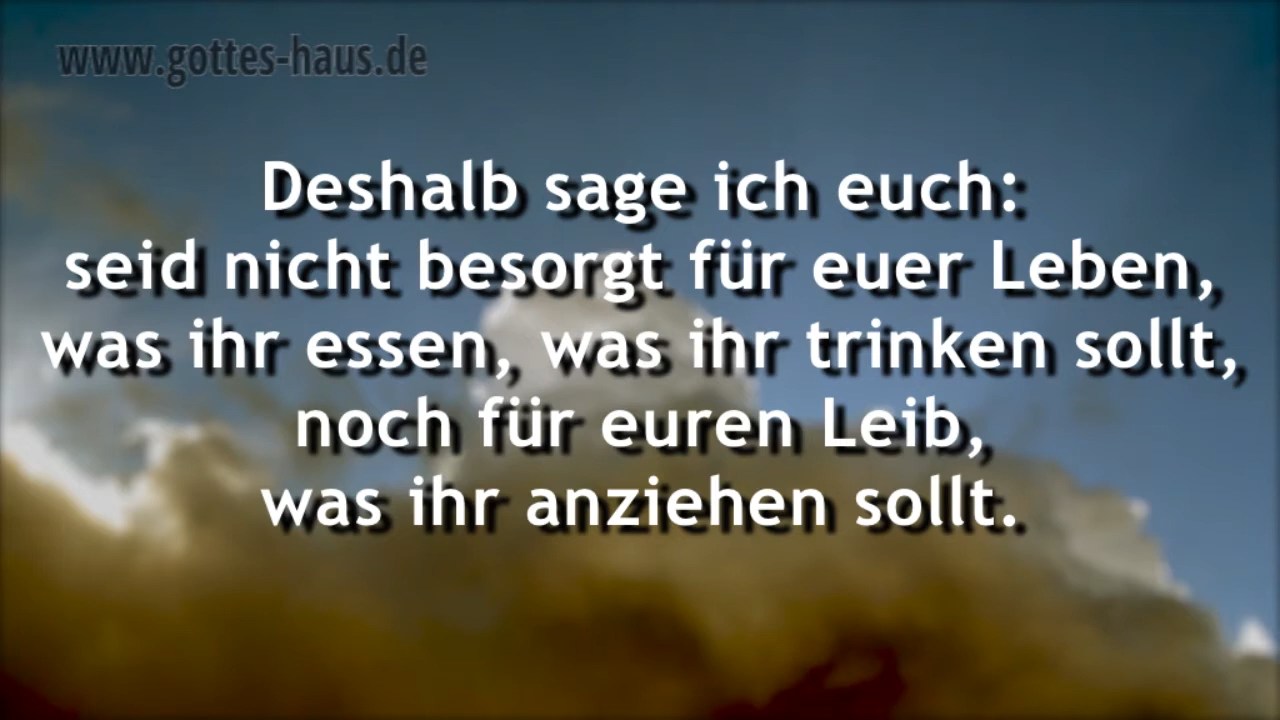 www.gottes-haus.de
Deshalb sage ich euch:
seid nicht besorgt für euer Leben,
was ihr essen, was ihr trinken sollt,
noch für euren Leib,
was ihr anziehen sollt.